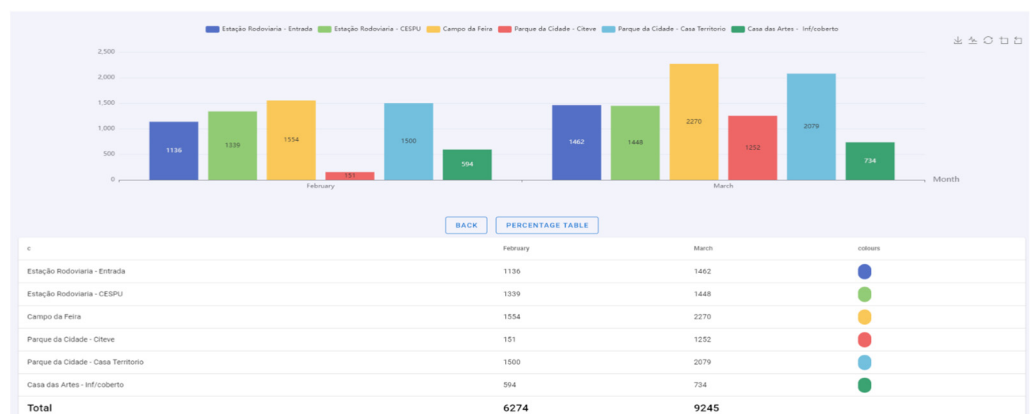 Estação Rodoviaria - Entrada Estação Rodoviaria - CESPU Campo da Feira Parque da Cidade - Citeve Parque da Cidade - Casa Territorio Casa das Artes - Inf/coberto
2,500
2,000
1,500
1,000
500
0
1136 1339 1554 151 1500 594
1462 1448 2270 1252 2079 734
February March Month
BACK PERCENTAGE TABLE
c February March colours
Estação Rodoviaria - Entrada 1136 1462
Estação Rodoviaria - CESPU 1339 1448
Campo da Feira 1554 2270
Parque da Cidade - Citeve 151 1252
Parque da Cidade - Casa Territorio 1500 2079
Casa das Artes - Inf/coberto 594 734
Total 6274 9245